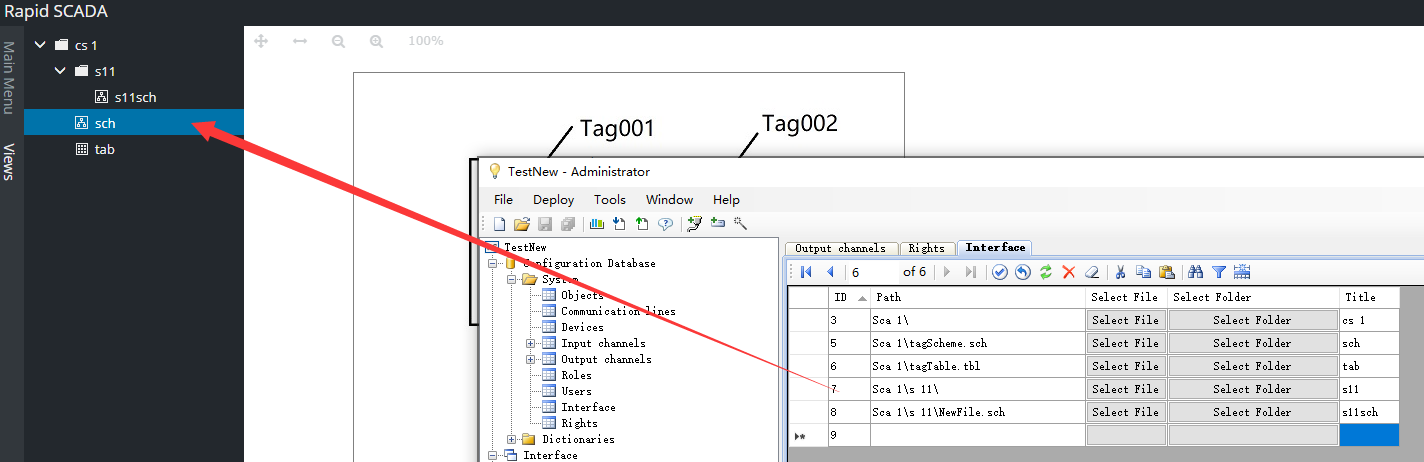 Rapid SCADA
Main Menu
Views
cs 1
s11
s11sch
sch
tab
100%
Tag001
Tag002
TestNew - Administrator
File Deploy Tools Window Help
TestNew
Configuration Database
System
Objects
Communication lines
Devices
Input channels
Output channels
Roles
Users
Interface
Rights
Dictionaries
Interface
Output channels Rights Interface
6 of 6
ID Path Select File Select Folder Title
3 Sca 1\ Select File Select Folder cs 1
5 Sca 1\tagScheme.sch Select File Select Folder sch
6 Sca 1\tagTable.tbl Select File Select Folder tab
7 Sca 1\s 11\ Select File Select Folder s11
8 Sca 1\s 11\NewFile.sch Select File Select Folder s11sch
9